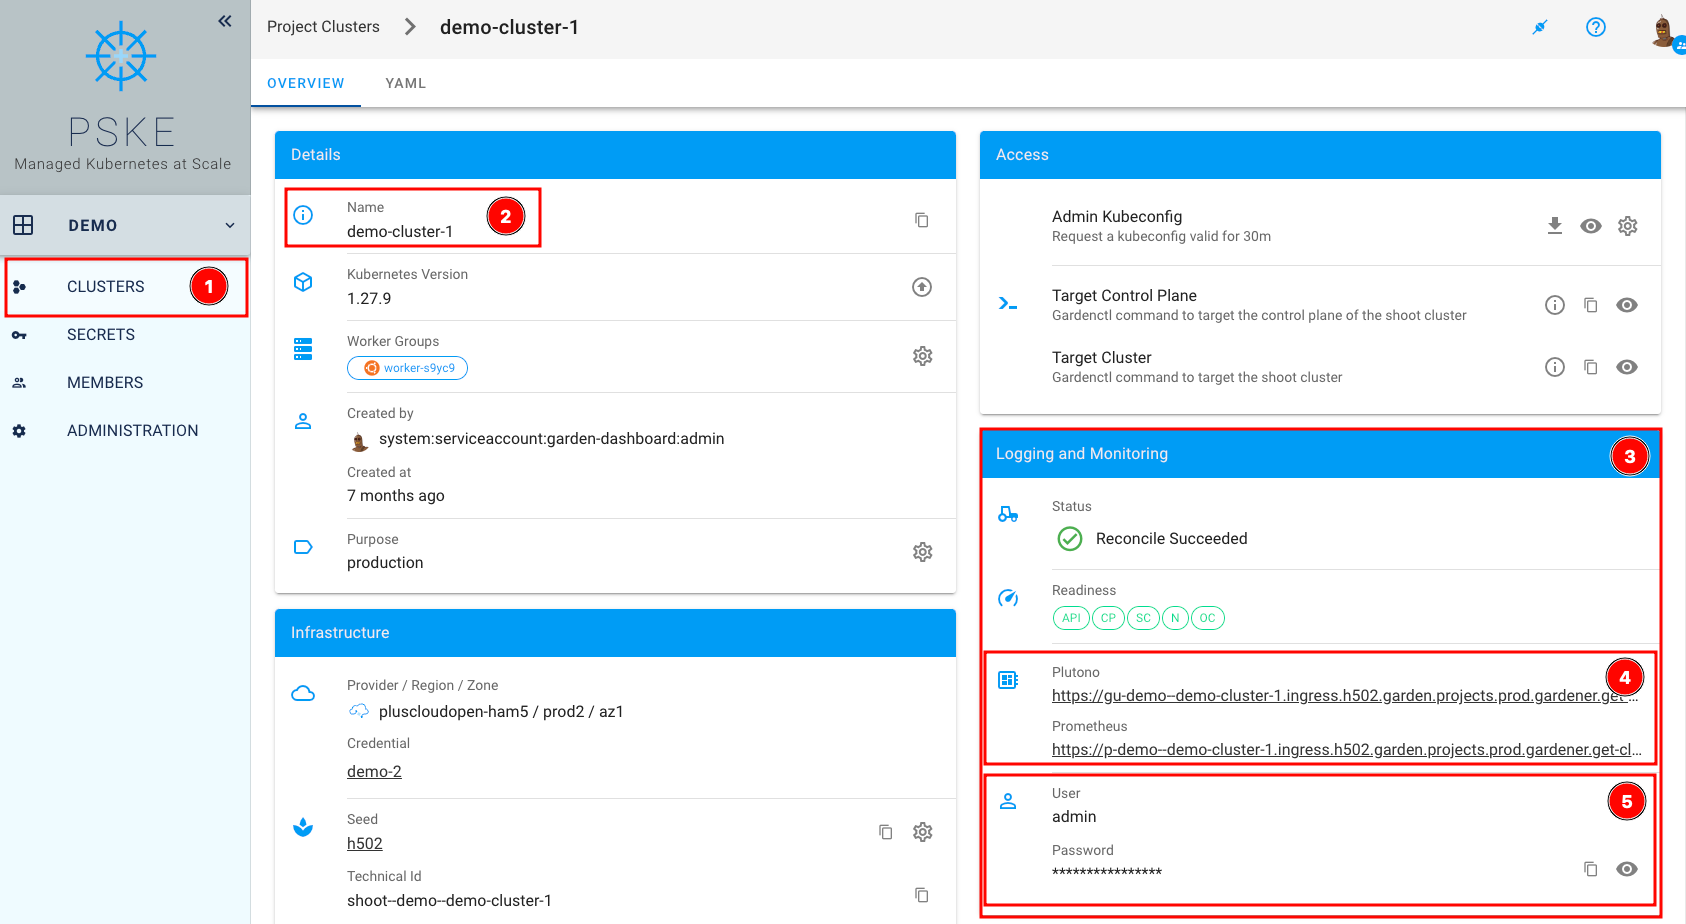 PSKE
Managed Kubernetes at Scale
DEMO
CLUSTERS
1
SECRETS
MEMBERS
ADMINISTRATION
Project Clusters
demo-cluster-1
OVERVIEW
YAML
Details
Name
demo-cluster-1
2
Kubernetes Version
1.27.9
Worker Groups
worker-s9yc9
Created by
system:serviceaccount:garden-dashboard:admin
Created at
7 months ago
Purpose
production
Infrastructure
Provider / Region / Zone
pluscloudopen-ham5 / prod2 / az1
Credential
demo-2
Seed
h502
Technical Id
shoot--demo--demo-cluster-1
Access
Admin Kubeconfig
Request a kubeconfig valid for 30m
Target Control Plane
Gardenctl command to target the control plane of the shoot cluster
Target Cluster
Gardenctl command to target the shoot cluster
Logging and Monitoring
3
Status
Reconcile Succeeded
Readiness
API CP SC N OC
Plutono
4
https://gu-demo--demo-cluster-1.ingress.h502.garden.projects.prod.gardener.get-...
Prometheus
https://p-demo--demo-cluster-1.ingress.h502.garden.projects.prod.gardener.get-cl...
User
5
admin
Password
****************